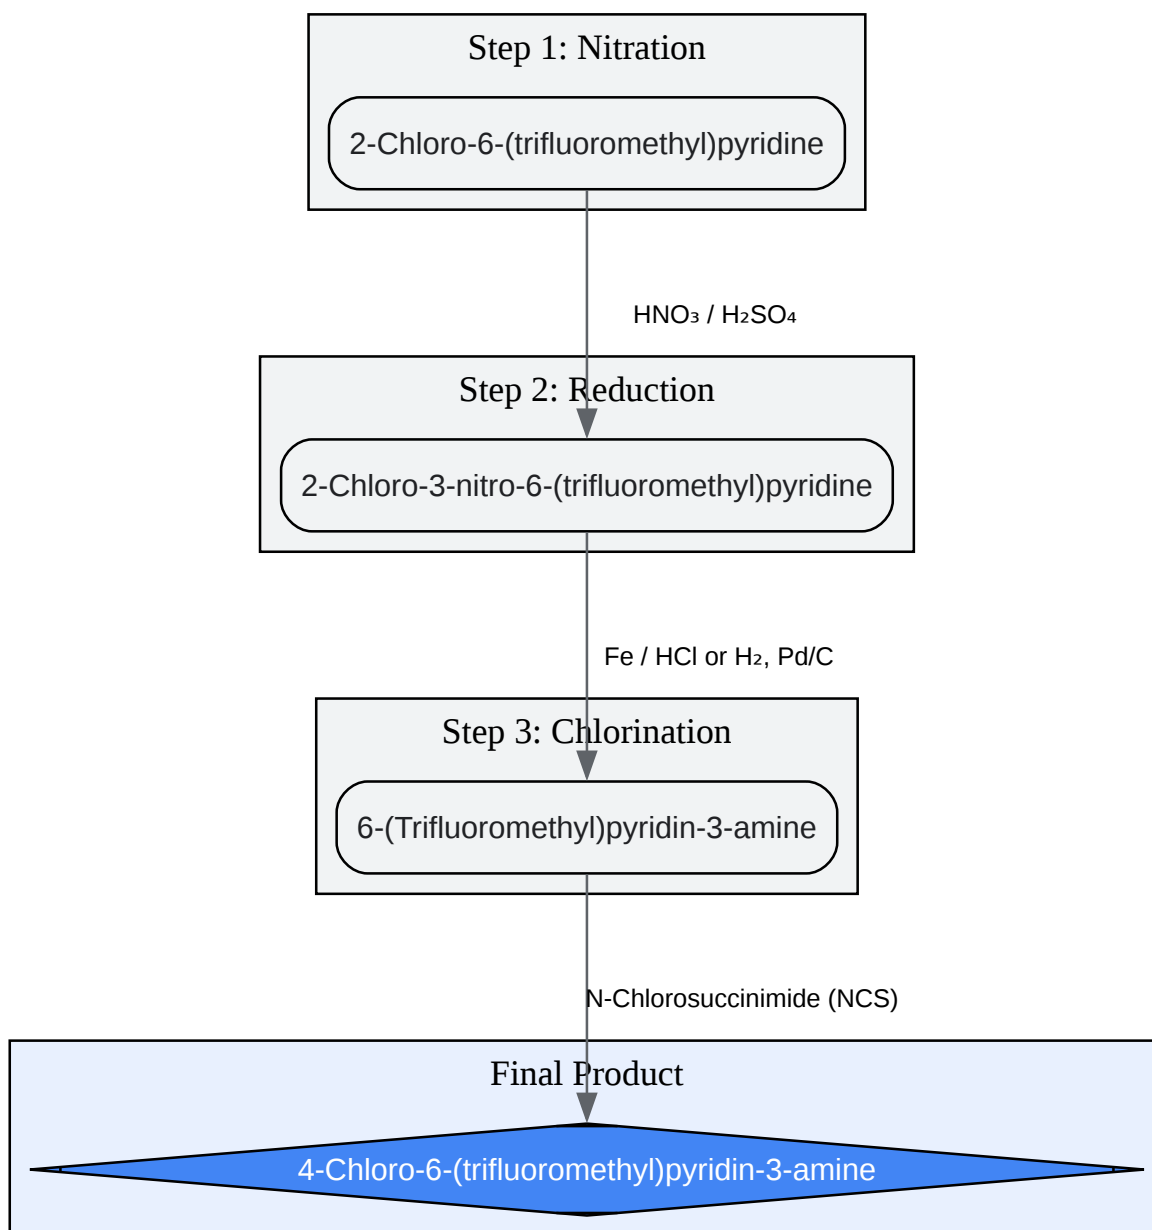 Step 1: Nitration
2-Chloro-6-(trifluoromethyl)pyridine
HNO₃ / H₂SO₄
Step 2: Reduction
2-Chloro-3-nitro-6-(trifluoromethyl)pyridine
Fe / HCl or H₂, Pd/C
Step 3: Chlorination
6-(Trifluoromethyl)pyridin-3-amine
N-Chlorosuccinimide (NCS)
Final Product
4-Chloro-6-(trifluoromethyl)pyridin-3-amine